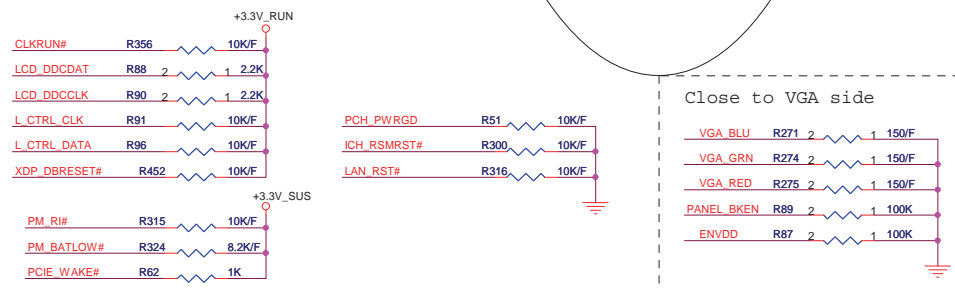 +3.3V_RUN
CLKRUN# R356 10K/F
LCD_DDCDAT R88 2 1 2.2K
LCD_DDCCLK R90 2 1 2.2K
L_CTRL_CLK R91 10K/F
L_CTRL_DATA R96 10K/F
XDP_DBRESET# R452 10K/F
+3.3V_SUS
PM_RI# R315 10K/F
PM_BATLOW# R324 8.2K/F
PCIE_WAKE# R62 1K
PCH_PWRGD R51 10K/F
ICH_RSMRST# R300 10K/F
LAN_RST# R316 10K/F
Close to VGA side
VGA_BLU R271 2 1 150/F
VGA_GRN R274 2 1 150/F
VGA_RED R275 2 1 150/F
PANEL_BKEN R89 2 1 100K
ENVDD R87 2 1 100K